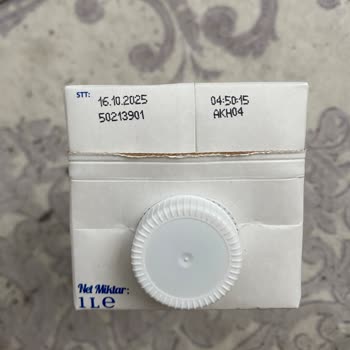 STT: 16.10.2025 04:50:15
50213901 AKH04
Net Miktar:
1 L e